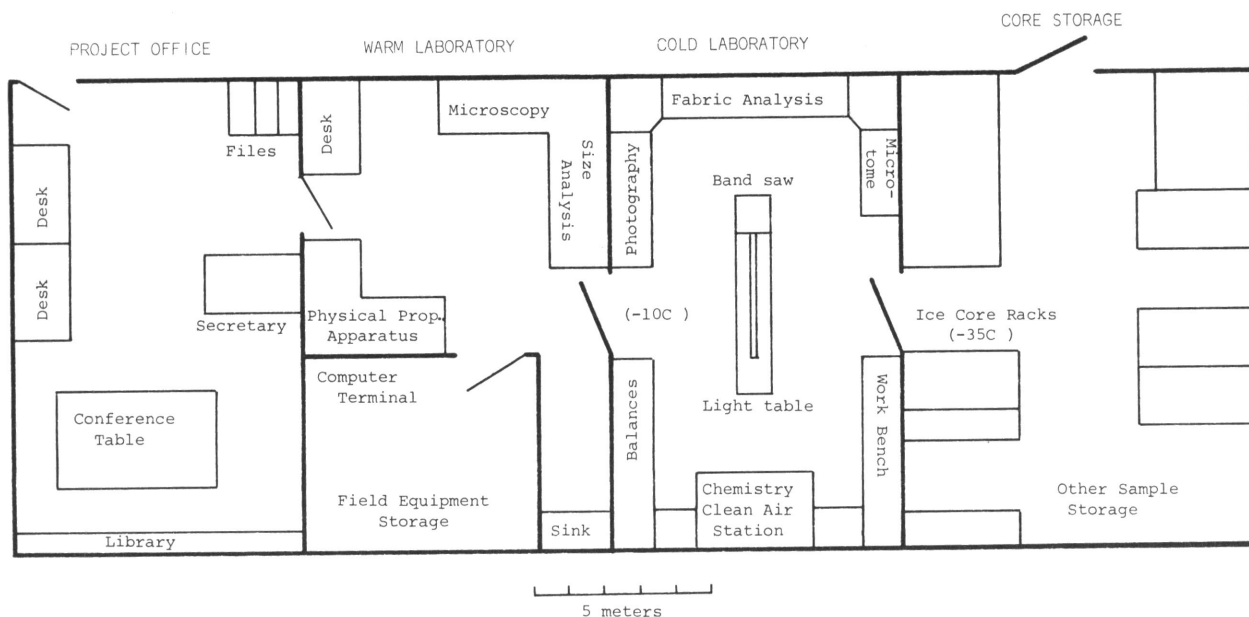 CORE STORAGE
PROJECT OFFICE
WARM LABORATORY
COLD LABORATORY
Files
Desk
Desk
Secretary
Conference
Table
Library
Desk
Microscopy
Size
Analysis
Physical Prop.
Apparatus
Computer
Terminal
Field Equipment
Storage
Sink
Fabric Analysis
Photography
Micro-
tome
Band saw
(-10C )
Light table
Balances
Work Bench
Chemistry
Clean Air
Station
Ice Core Racks
(-35C )
Other Sample
Storage
5 meters